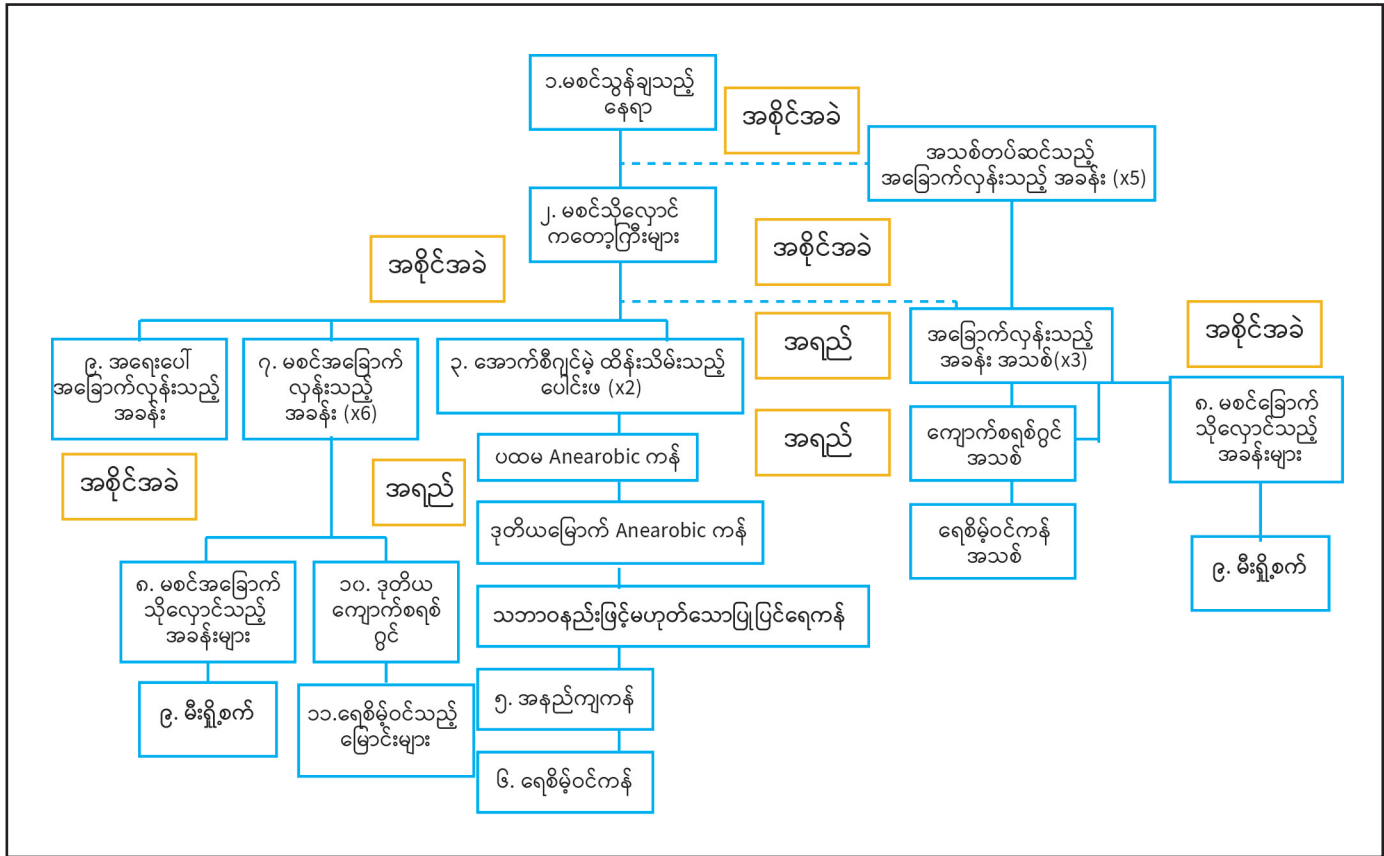 ၁.မစင်သွန်ချသည့်
နေရာ
အစိုင်အခဲ
အသစ်တပ်ဆင်သည့်
အခြောက်လှန်းသည့် အခန်း (x5)
၂. မစင်သိုလှောင်
ကတော့ကြီးများ
အစိုင်အခဲ
အစိုင်အခဲ
၉. အရေးပေါ်
အခြောက်လှန်းသည့်
အခန်း
၇. မစင်အခြောက်
လှန်းသည့်
အခန်း (x6)
၃. အောက်စီဂျင်မဲ့ ထိန်းသိမ်းသည့်
ပေါင်းဖ (x2)
အရည်
အခြောက်လှန်းသည့်
အခန်း အသစ်(x3)
အစိုင်အခဲ
၈. မစင်ခြောက်
သိုလှောင်သည့်
အခန်းများ
အစိုင်အခဲ
အရည်
ပထမ Anearobic ကန်
အရည်
ကျောက်စရစ်ဂွင်
အသစ်
ဒုတိယမြောက် Anearobic ကန်
ရေစိမ့်ဝင်ကန်
အသစ်
၉. မီးရှို့စက်
၈. မစင်အခြောက်
သိုလှောင်သည့်
အခန်းများ
၁၀. ဒုတိယ
ကျောက်စရစ်
ဂွင်
သဘာဝနည်းဖြင့်မဟုတ်သောပြုပြင်ရေကန်
၉. မီးရှို့စက်
၁၁.ရေစိမ့်ဝင်သည့်
မြောင်းများ
၅. အနည်ကျကန်
၆. ရေစိမ့်ဝင်ကန်